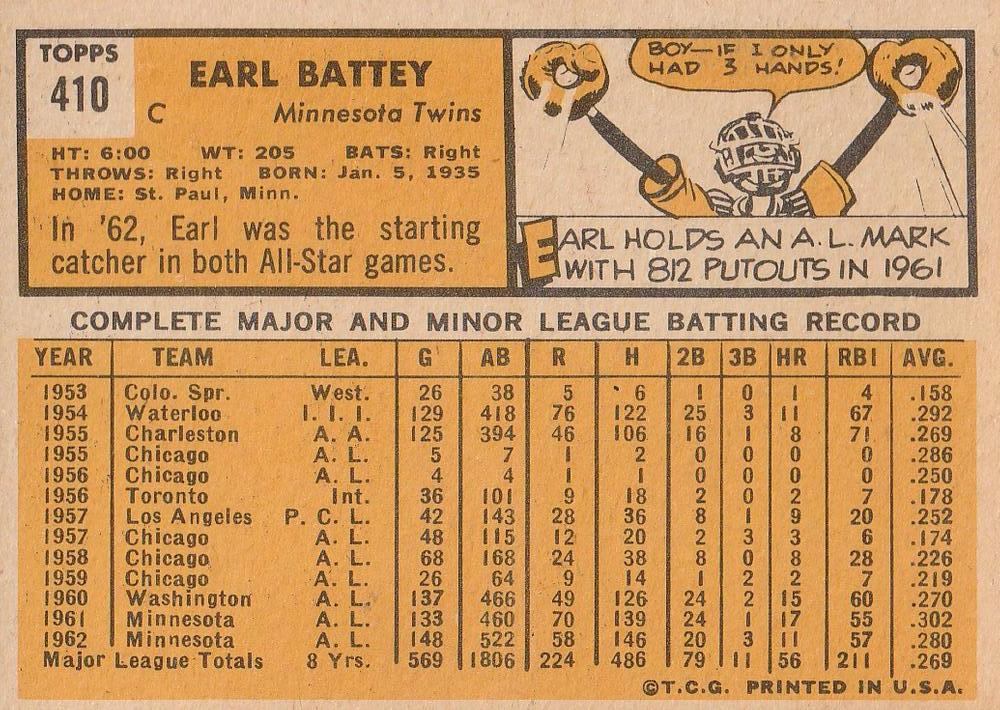 TOPPS
410
EARL BATTEY
C Minnesota Twins
HT: 6:00 WT: 205 BATS: Right
THROWS: Right BORN: Jan. 5, 1935
HOME: St. Paul, Minn.
In '62, Earl was the starting
catcher in both All-Star games.
BOY—IF I ONLY
HAD 3 HANDS!
EARL HOLDS AN A.L. MARK
WITH 812 PUTOUTS IN 1961
COMPLETE MAJOR AND MINOR LEAGUE BATTING RECORD
YEAR TEAM LEA. G AB R H 2B 3B HR RBI AVG.
1953 Colo. Spr. West. 26 38 5 6 1 0 1 4 .158
1954 Waterloo I. I. I. 129 418 76 122 25 3 11 67 .292
1955 Charleston A. A. 125 394 46 106 16 1 8 71 .269
1955 Chicago A. L. 5 7 1 2 0 0 0 0 .286
1956 Chicago A. L. 4 4 1 1 0 0 0 0 .250
1956 Toronto Int. 36 101 9 18 2 0 2 7 .178
1957 Los Angeles P. C. L. 42 143 28 36 8 1 9 20 .252
1957 Chicago A. L. 48 115 12 20 2 3 3 6 .174
1958 Chicago A. L. 68 168 24 38 8 0 8 28 .226
1959 Chicago A. L. 26 64 9 14 1 2 2 7 .219
1960 Washington A. L. 137 466 49 126 24 2 15 60 .270
1961 Minnesota A. L. 133 460 70 139 24 1 17 55 .302
1962 Minnesota A. L. 148 522 58 146 20 3 11 57 .280
Major League Totals 8 Yrs. 569 1806 224 486 79 11 56 211 .269
©T.C.G. PRINTED IN U.S.A.